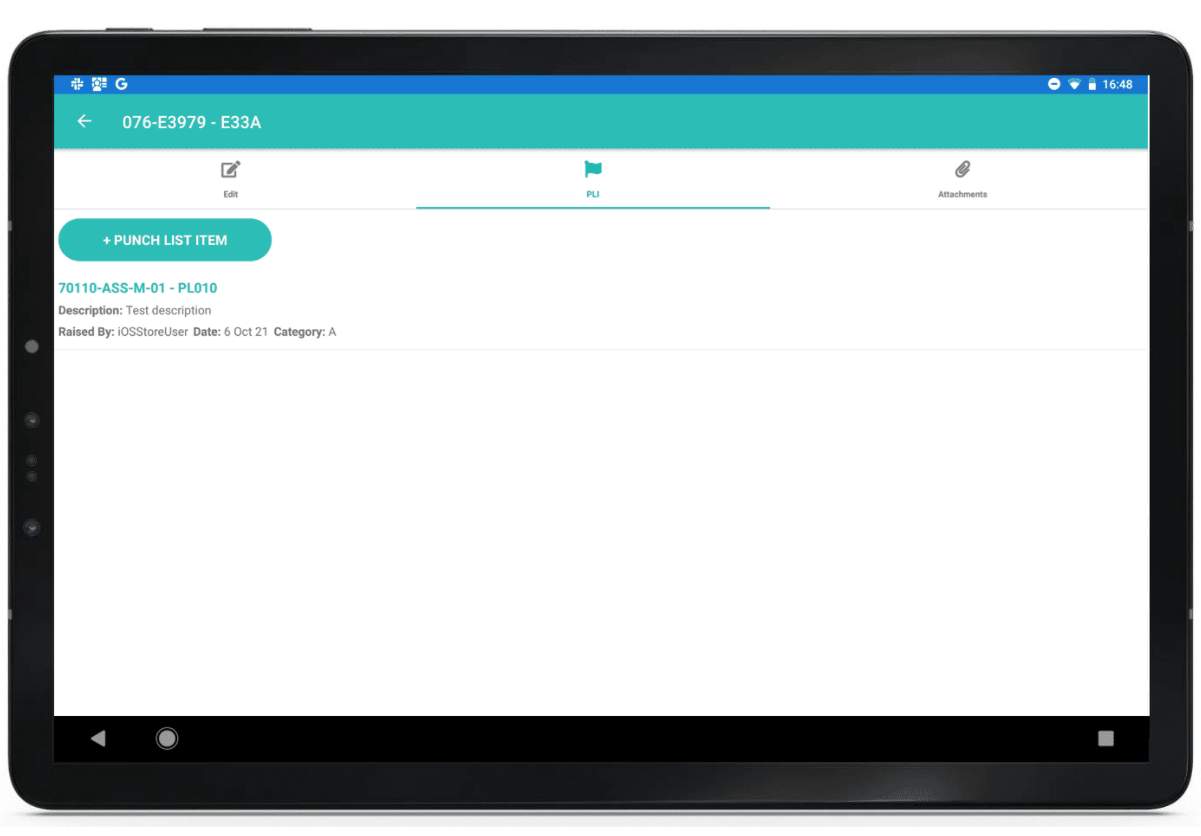 16:48
076-E3979 - E33A
Edit
PLI
Attachments
+ PUNCH LIST ITEM
70110-ASS-M-01 - PL010
Description: Test description
Raised By: iOSStoreUser Date: 6 Oct 21 Category: A